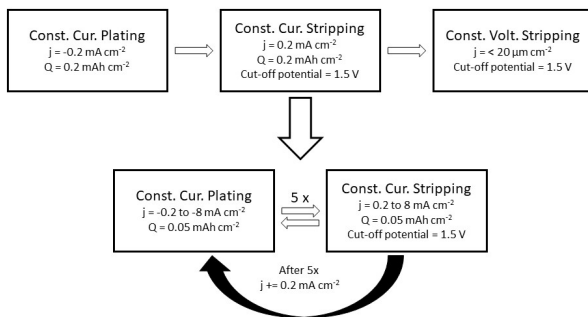 Const. Cur. Plating
j = -0.2 mA cm⁻²
Q = 0.2 mAh cm⁻²
Const. Cur. Stripping
j = 0.2 mA cm⁻²
Q = 0.2 mAh cm⁻²
Cut-off potential = 1.5 V
Const. Volt. Stripping
j = < 20 µm cm⁻²
Cut-off potential = 1.5 V
Const. Cur. Plating
j = -0.2 to -8 mA cm⁻²
Q = 0.05 mAh cm⁻²
5 x
Const. Cur. Stripping
j = 0.2 to 8 mA cm⁻²
Q = 0.05 mAh cm⁻²
Cut-off potential = 1.5 V
After 5x
j += 0.2 mA cm⁻²